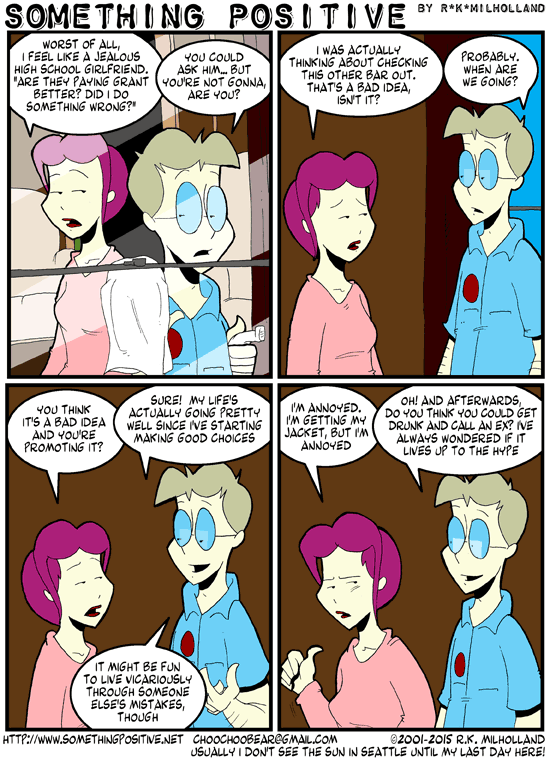 SOMETHING POSITIVE BY R*K*MILHOLLAND
WORST OF ALL,
I FEEL LIKE A JEALOUS
HIGH SCHOOL GIRLFRIEND.
"ARE THEY PAYING GRANT
BETTER? DID I DO
SOMETHING WRONG?"
YOU COULD
ASK HIM... BUT
YOU'RE NOT GONNA,
ARE YOU?
I WAS ACTUALLY
THINKING ABOUT CHECKING
THIS OTHER BAR OUT.
THAT'S A BAD IDEA,
ISN'T IT?
PROBABLY.
WHEN ARE
WE GOING?
YOU THINK
IT'S A BAD IDEA
AND YOU'RE
PROMOTING IT?
SURE! MY LIFE'S
ACTUALLY GOING PRETTY
WELL SINCE I'VE STARTING
MAKING GOOD CHOICES
IT MIGHT BE FUN
TO LIVE VICARIOUSLY
THROUGH SOMEONE
ELSE'S MISTAKES,
THOUGH
I'M ANNOYED.
I'M GETTING MY
JACKET, BUT I'M
ANNOYED
OH! AND AFTERWARDS,
DO YOU THINK YOU COULD GET
DRUNK AND CALL AN EX? I'VE
ALWAYS WONDERED IF IT
LIVES UP TO THE HYPE
HTTP://WWW.SOMETHINGPOSITIVE.NET CHOOCHOOBEAR@GMAIL.COM ©2001-2015 R.K. MILHOLLAND
USUALLY I DON'T SEE THE SUN IN SEATTLE UNTIL MY LAST DAY HERE!